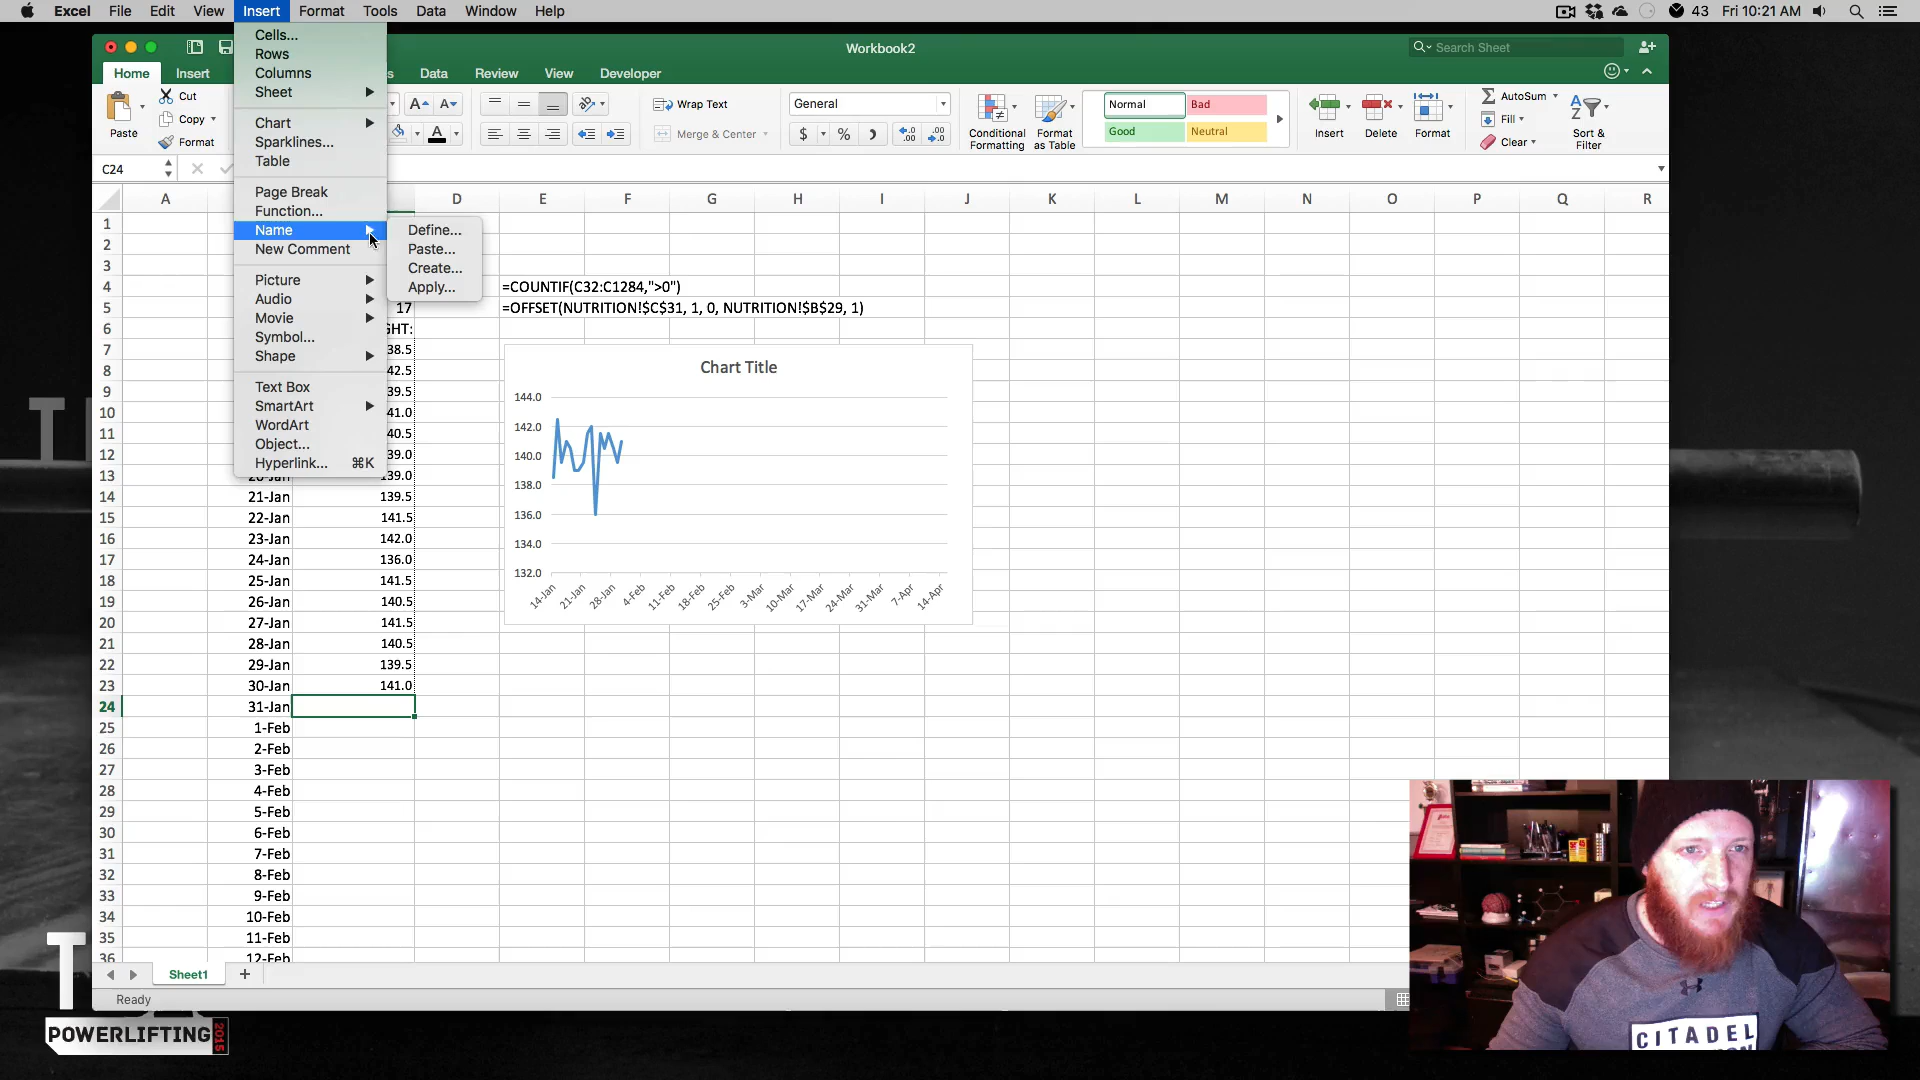 Excel File Edit View Insert Format Tools Data Window Help 43 Fri 10:21 AM
Workbook2
Search Sheet
Home Insert s Data Review View Developer
Cells...
Rows
Columns
Sheet
Chart
Sparklines...
Table
Page Break
Function...
Name
New Comment
Picture
Audio
Movie
Symbol...
Shape
Text Box
SmartArt
WordArt
Object...
Hyperlink... ⌘K
Define...
Paste...
Create...
Apply...
Paste
Cut
Copy
Format
A A
A
Wrap Text
Merge & Center
General
$ %
Conditional
Formatting
Format
as Table
Normal Bad
Good Neutral
Insert Delete Format
AutoSum
Fill
Clear
Sort &
Filter
C24
A D E F G H I J K L M N O P Q R
1
2
3
4 =COUNTIF(C32:C1284,">0")
5 17 =OFFSET(NUTRITION!$C$31, 1, 0, NUTRITION!$B$29, 1)
6 GHT:
7 38.5
8 42.5
9 39.5
10 41.0
11 40.5
12 39.0
13 20-Jan 139.0
14 21-Jan 139.5
15 22-Jan 141.5
16 23-Jan 142.0
17 24-Jan 136.0
18 25-Jan 141.5
19 26-Jan 140.5
20 27-Jan 141.5
21 28-Jan 140.5
22 29-Jan 139.5
23 30-Jan 141.0
24 31-Jan
25 1-Feb
26 2-Feb
27 3-Feb
28 4-Feb
29 5-Feb
30 6-Feb
31 7-Feb
32 8-Feb
33 9-Feb
34 10-Feb
35 11-Feb
36 12-Feb
Chart Title
144.0
142.0
140.0
138.0
136.0
134.0
132.0
14-Jan 21-Jan 28-Jan 4-Feb 11-Feb 18-Feb 25-Feb 3-Mar 10-Mar 17-Mar 24-Mar 31-Mar 7-Apr 14-Apr
Sheet1
Ready
T
T
POWERLIFTING 2015
CITADEL